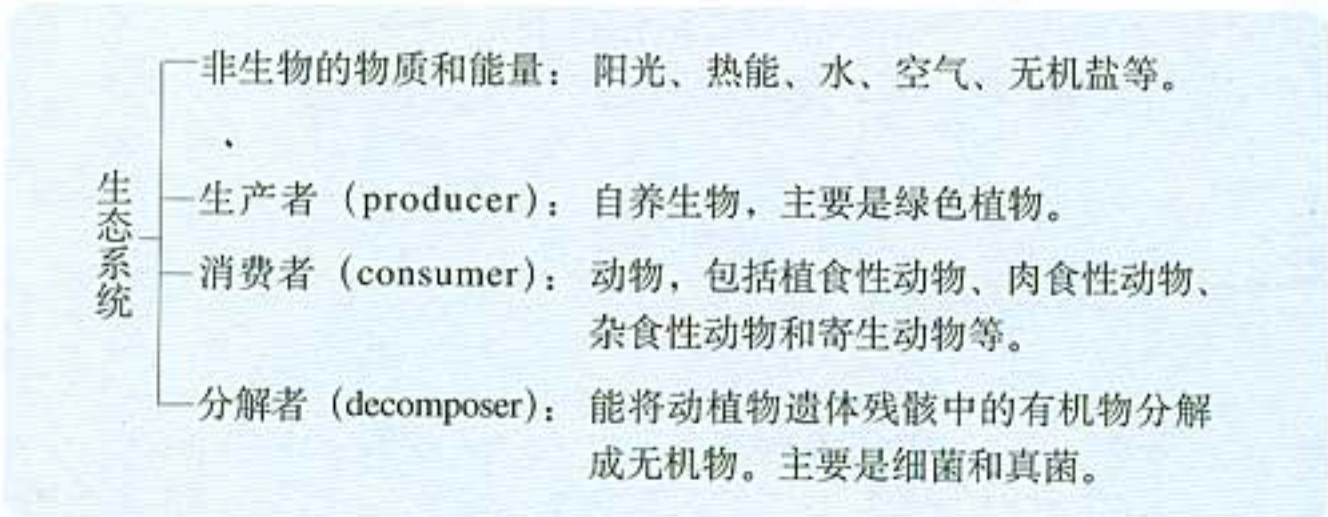 非生物的物质和能量：阳光、热能、水、空气、无机盐等。
生态系统
生产者（producer）：自养生物，主要是绿色植物。
消费者（consumer）：动物，包括植食性动物、肉食性动物、
杂食性动物和寄生动物等。
分解者（decomposer）：能将动植物遗体残骸中的有机物分解
成无机物。主要是细菌和真菌。